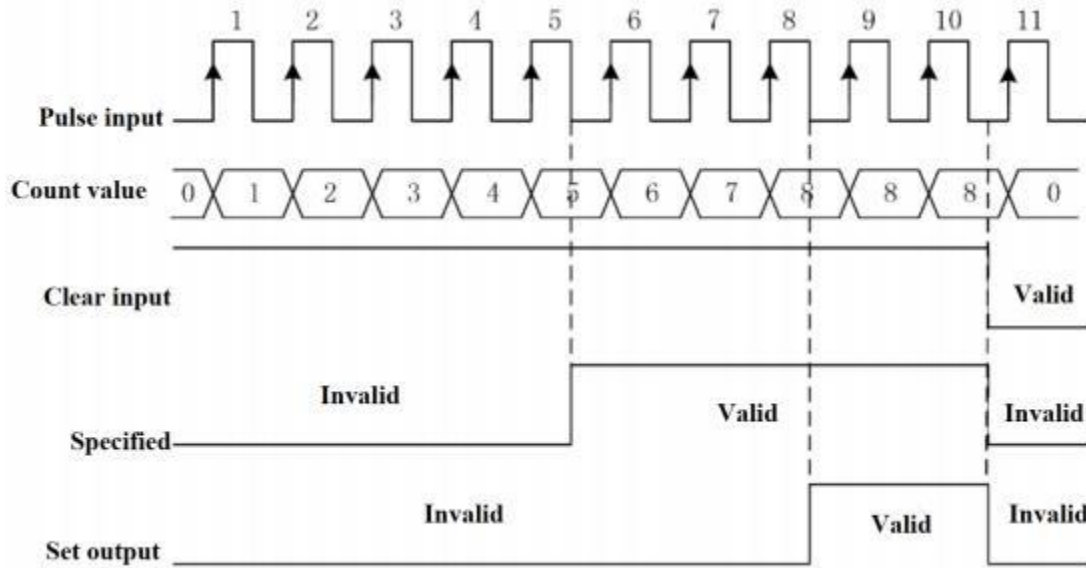 1 2 3 4 5 6 7 8 9 10 11
Pulse input
Count value 0 1 2 3 4 5 6 7 8 8 8 0
Clear input Valid
Invalid Valid Invalid
Specified
Invalid Valid Invalid
Set output